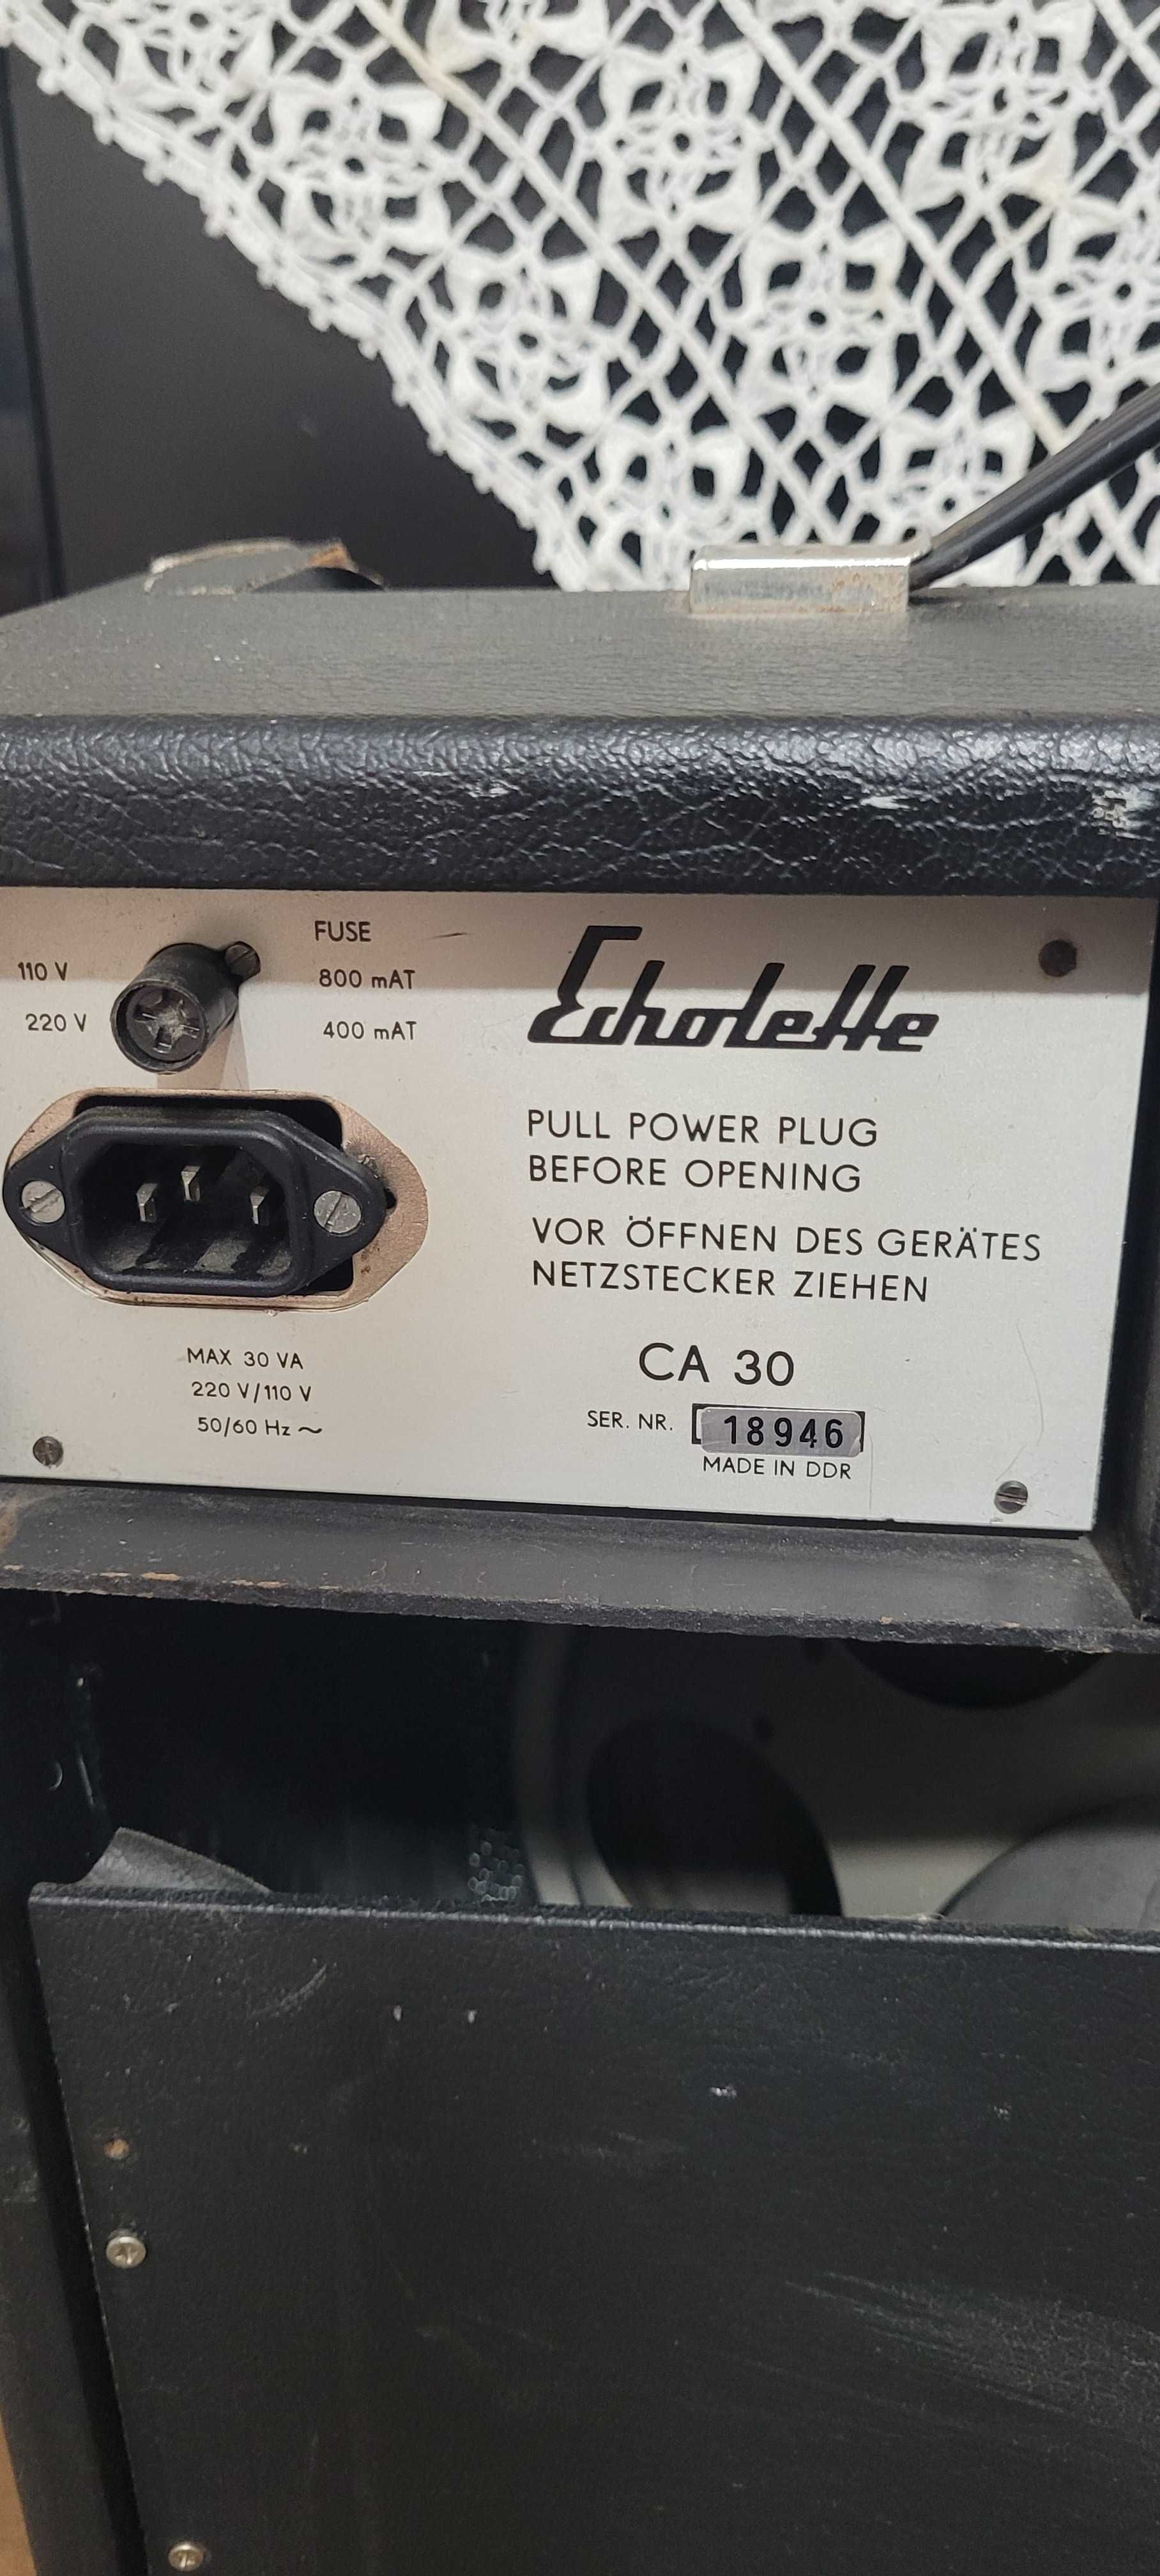 FUSE
110 V
800 mAT
220 V
400 mAT
Echolette
PULL POWER PLUG
BEFORE OPENING
VOR ÖFFNEN DES GERÄTES
NETZSTECKER ZIEHEN
MAX 30 VA
220 V/110 V
50/60 Hz ~
CA 30
SER. NR. 18946
MADE IN DDR